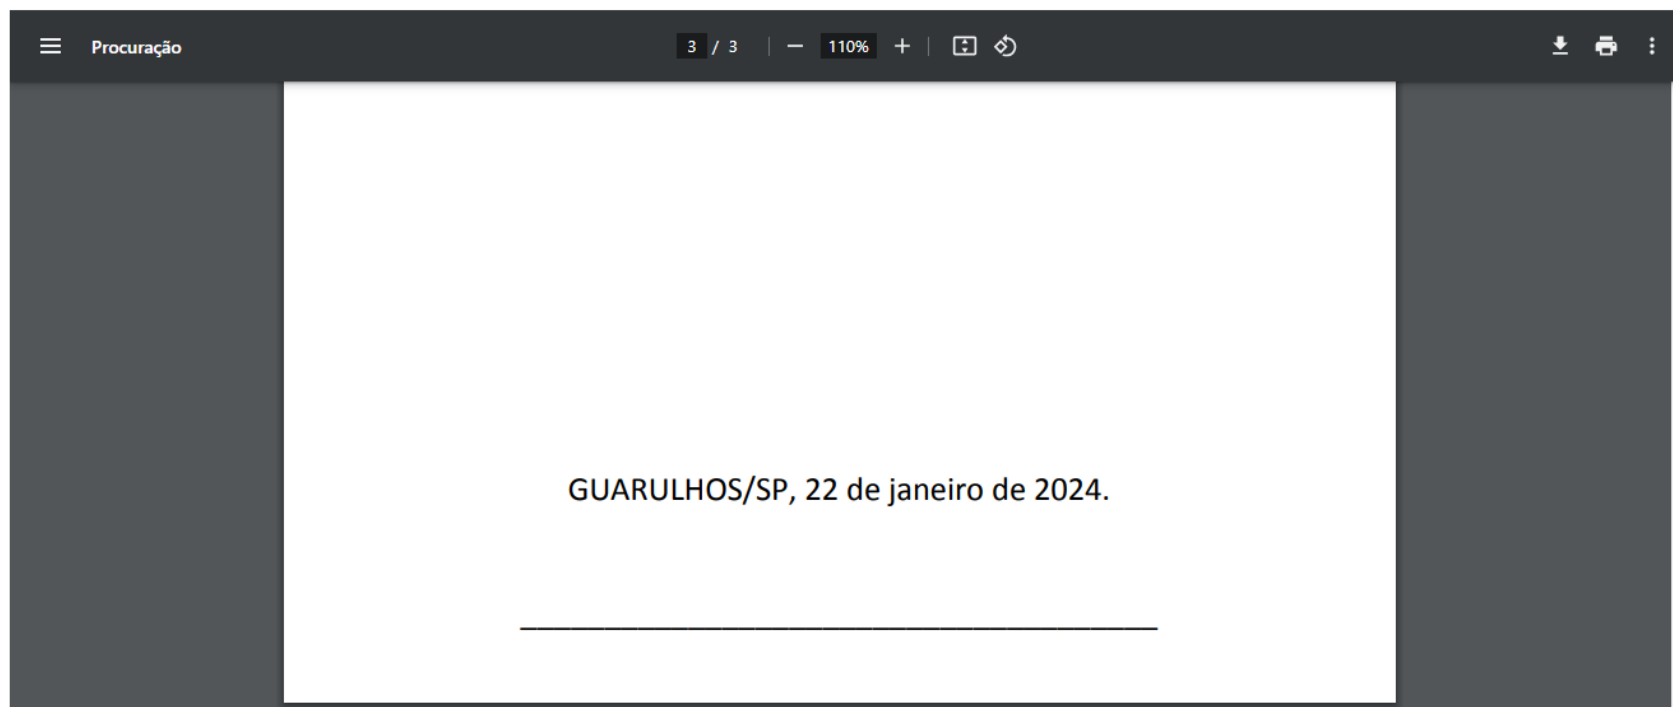 Procuração
3 / 3
110%
GUARULHOS/SP, 22 de janeiro de 2024.